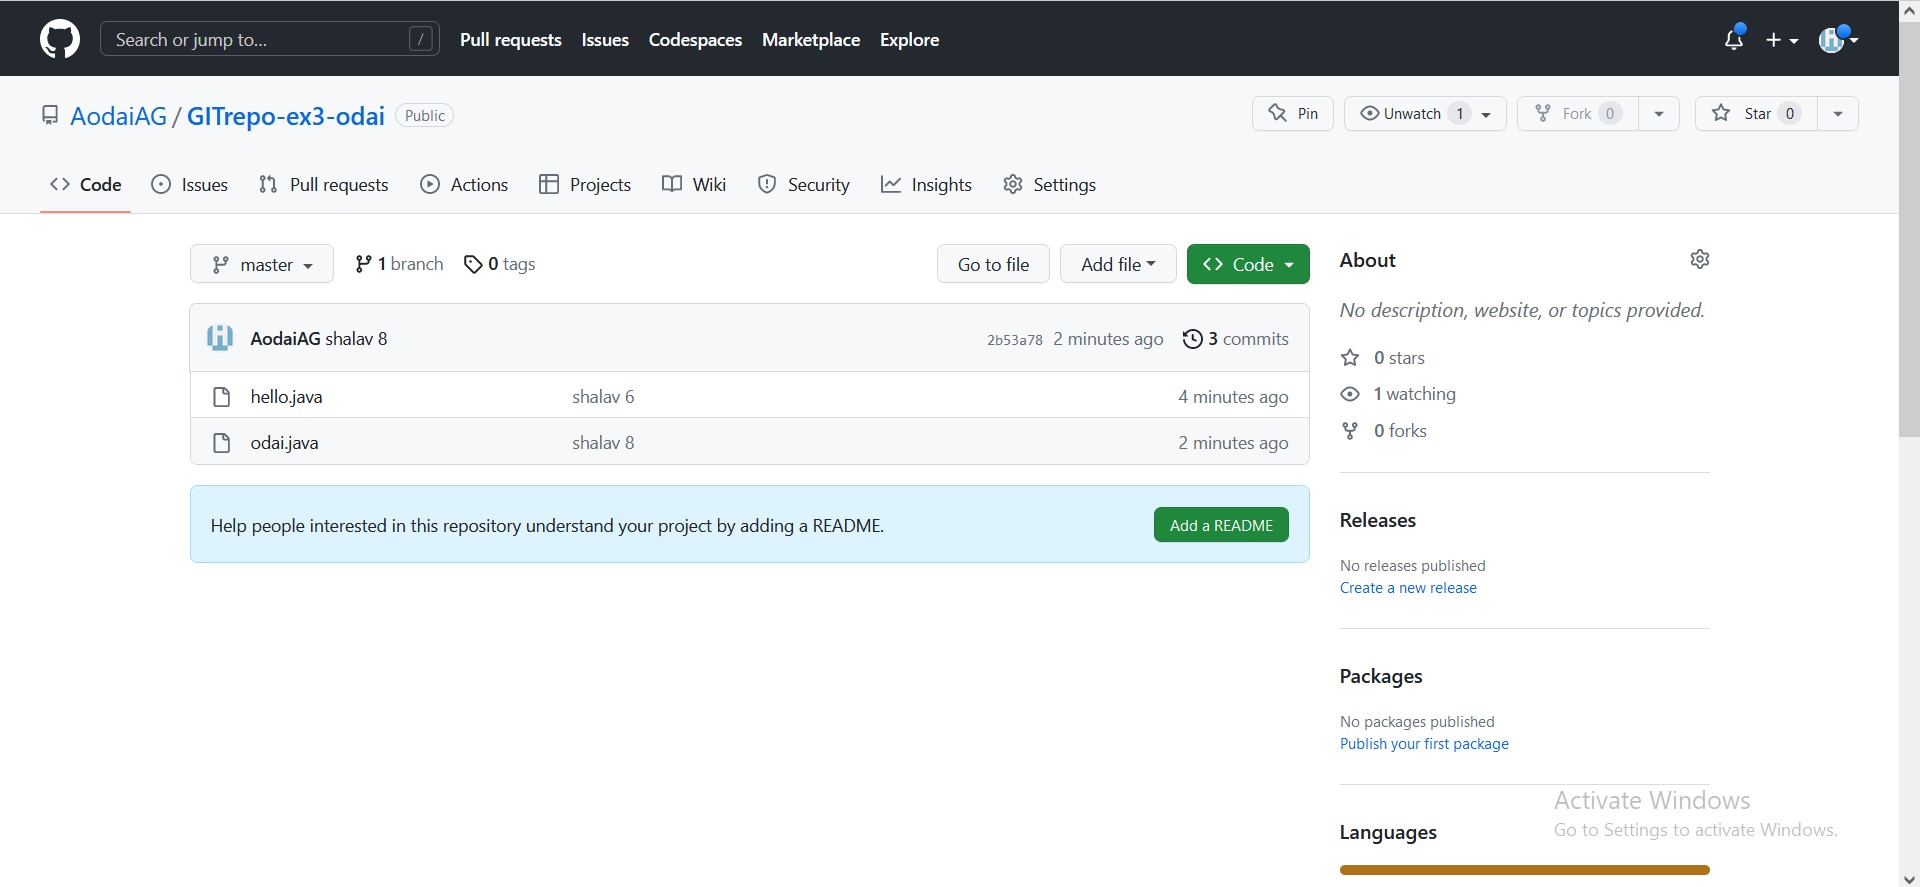 Search or jump to... /
Pull requests Issues Codespaces Marketplace Explore
AodaiAG / GITrepo-ex3-odai Public
Pin Unwatch 1 Fork 0 Star 0
Code Issues Pull requests Actions Projects Wiki Security Insights Settings
master 1 branch 0 tags Go to file Add file Code
AodaiAG shalav 8 2b53a78 2 minutes ago 3 commits
hello.java shalav 6 4 minutes ago
odai.java shalav 8 2 minutes ago
Help people interested in this repository understand your project by adding a README. Add a README
About
No description, website, or topics provided.
0 stars
1 watching
0 forks
Releases
No releases published
Create a new release
Packages
No packages published
Publish your first package
Languages
Activate Windows
Go to Settings to activate Windows.